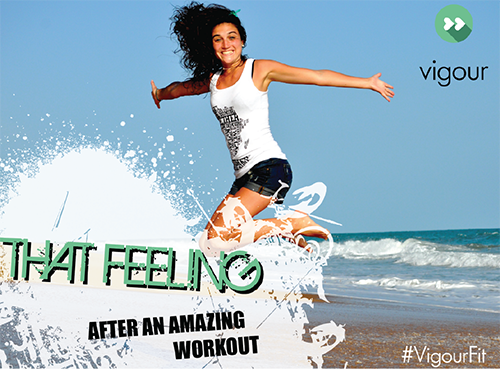 vigour
THAT FEELING
AFTER AN AMAZING
WORKOUT
#VigourFit